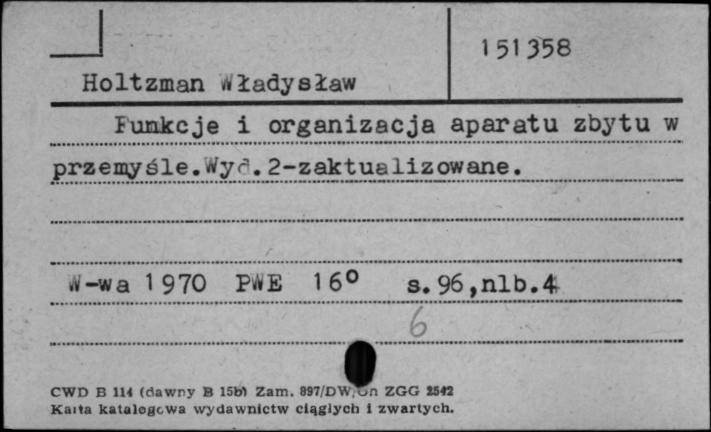 151358
Holtzman Władysław
Funkcje i organizacja aparatu zbytu w
przemyśle.Wyd.2-zaktualizowane.
W-wa 1970 PWE 16° s.96,nlb.4
6
CWD B 114 (dawny B 15b) Zam. 897/DW/Un ZGG 2542
Karta katalogowa wydawnictw ciągłych i zwartych.